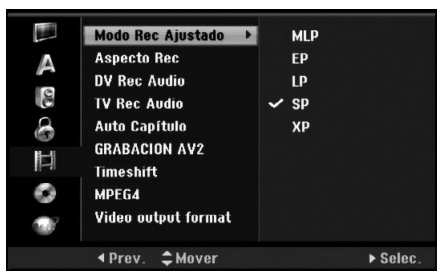 Modo Rec Ajustado
Aspecto Rec
DV Rec Audio
TV Rec Audio
Auto Capítulo
GRABACION AV2
Timeshift
MPEG4
Video output format
MLP
EP
LP
SP
XP
Prev. Mover Selec.